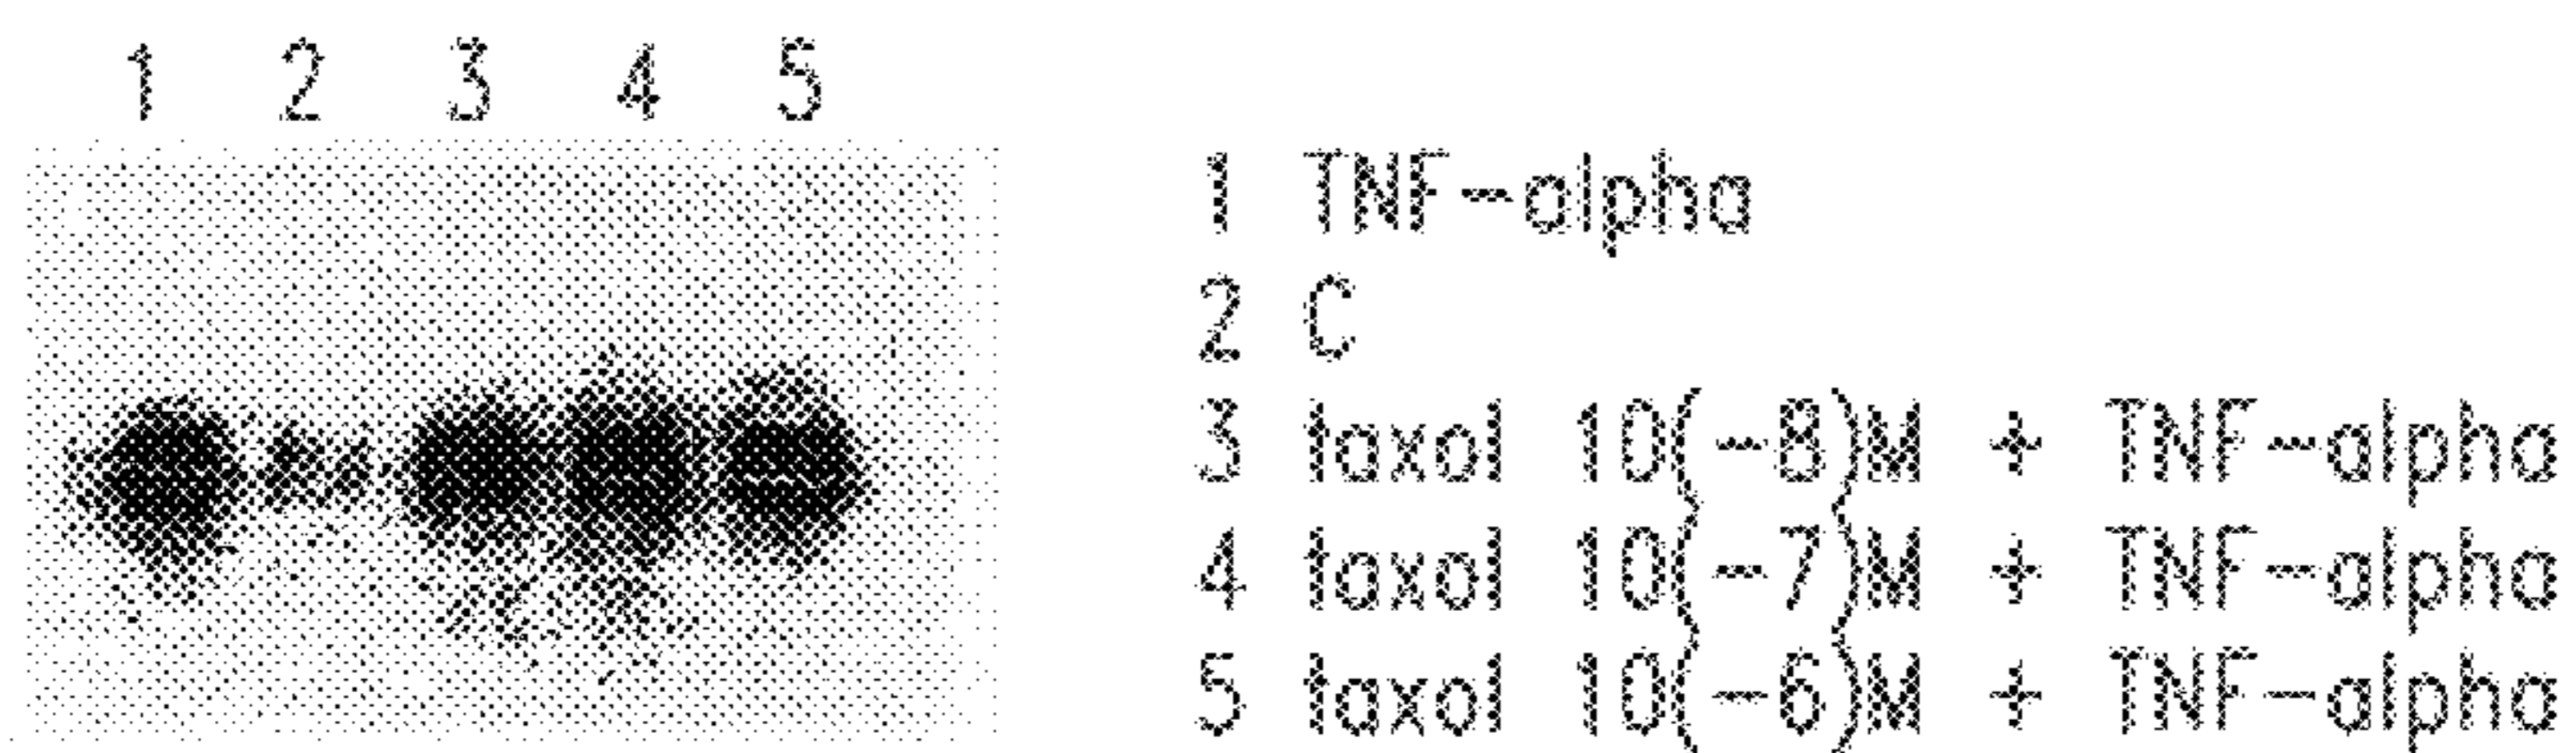 1 2 3 4 5
1 TNF-alpha
2 C
3 taxol 10(-8)M + TNF-alpha
4 taxol 10(-7)M + TNF-alpha
5 taxol 10(-6)M + TNF-alpha